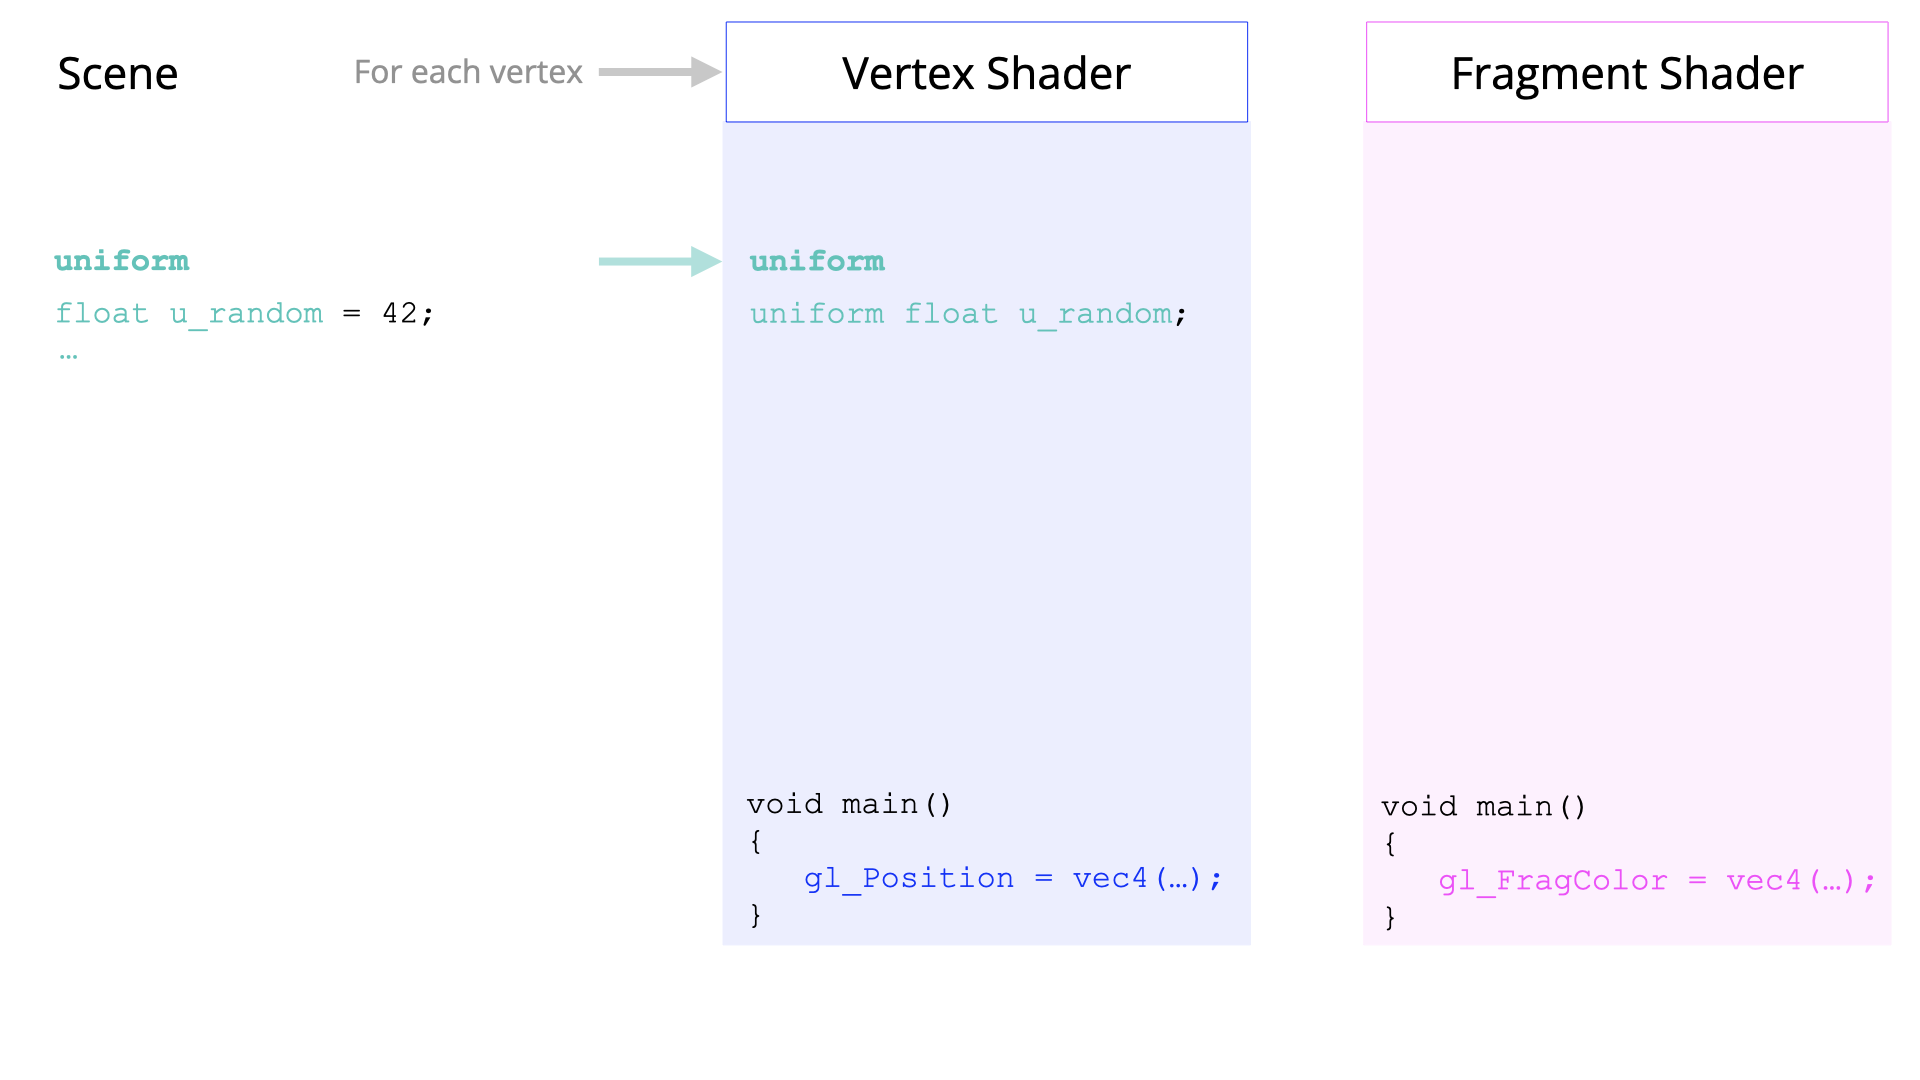 Scene
For each vertex
Vertex Shader
Fragment Shader
uniform
float u_random = 42;
…
uniform
uniform float u_random;
void main()
{
   gl_Position = vec4(…);
}
void main()
{
   gl_FragColor = vec4(…);
}